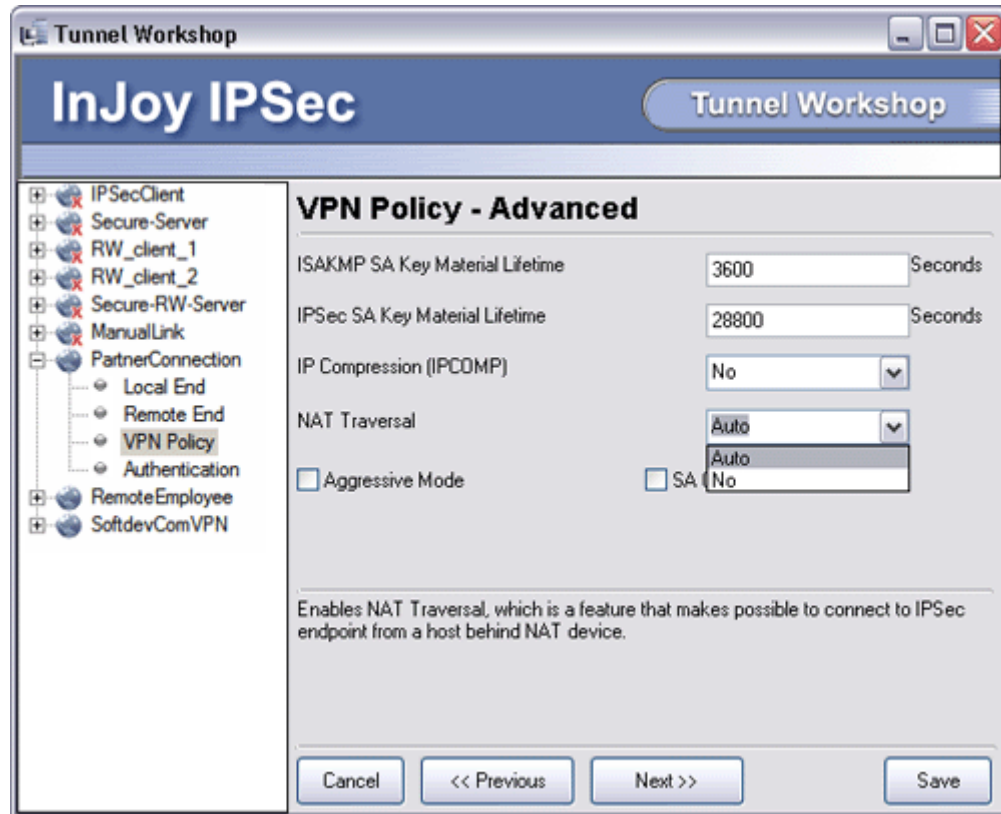 Tunnel Workshop
InJoy IPSec
Tunnel Workshop
IPSecClient
Secure-Server
RW_client_1
RW_client_2
Secure-RW-Server
ManualLink
PartnerConnection
Local End
Remote End
VPN Policy
Authentication
RemoteEmployee
SoftdevComVPN
VPN Policy - Advanced
ISAKMP SA Key Material Lifetime 3600 Seconds
IPSec SA Key Material Lifetime 28800 Seconds
IP Compression (IPCOMP) No
NAT Traversal Auto
Auto
No
Aggressive Mode SA
Enables NAT Traversal, which is a feature that makes possible to connect to IPSec
endpoint from a host behind NAT device.
Cancel << Previous Next >> Save